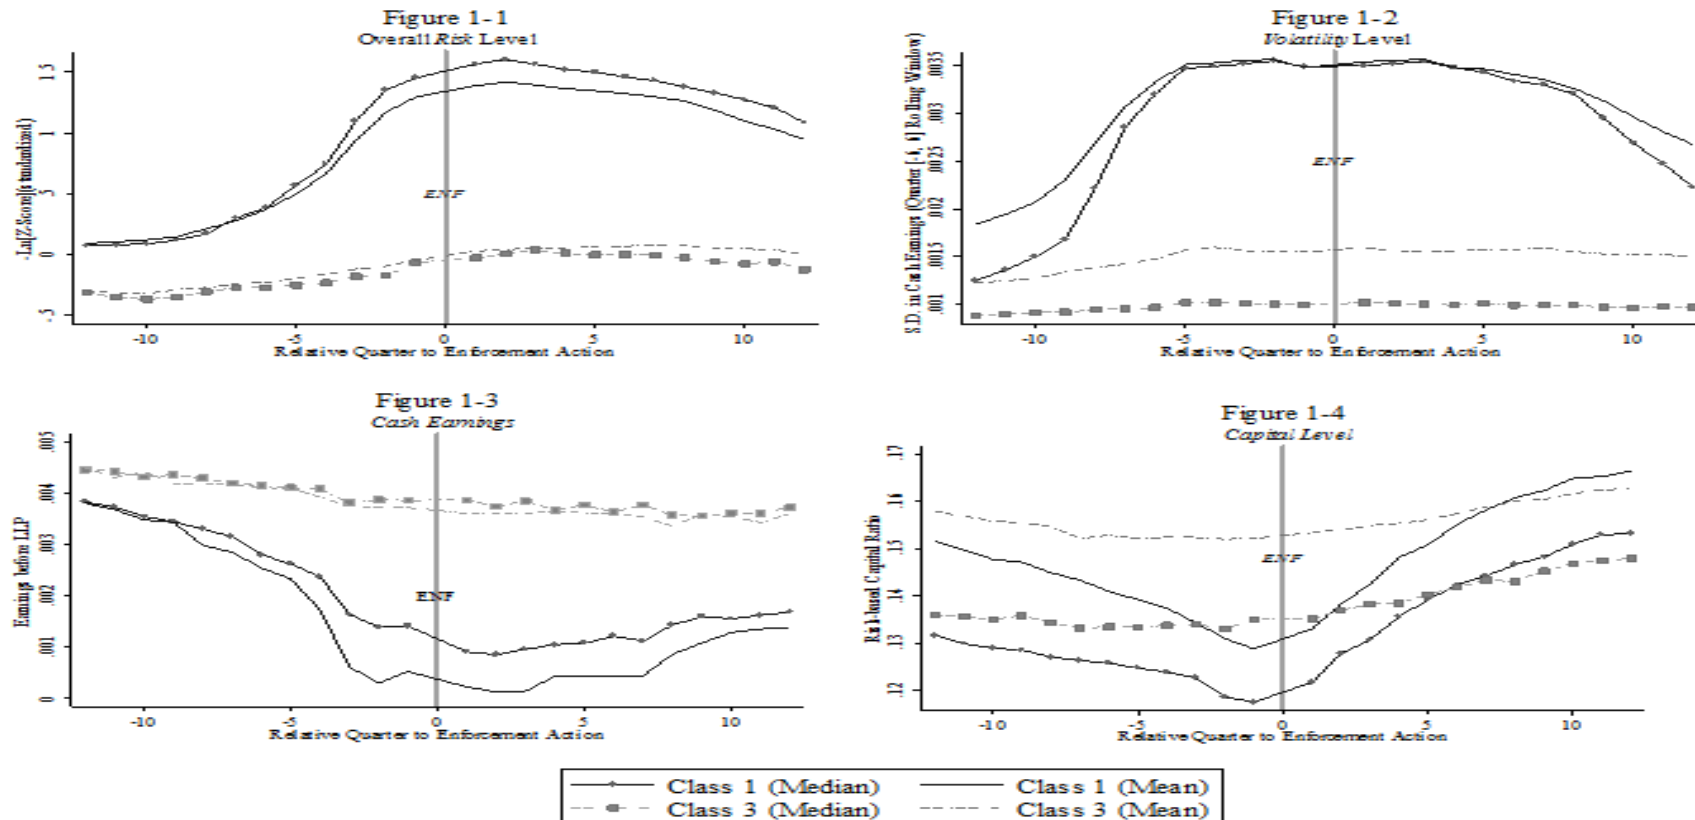 Figure 1-1
Overall Risk Level
-Ln[Z-Score](standardized)
15
1
.5
0
-.5
ENF
-10
-5
0
5
10
Relative Quarter to Enforcement Action
Figure 1-2
Volatility Level
S.D. in Cash Earnings (Quarter [-6, 6] Rolling Window)
.0035
.003
.0025
.002
.0015
.001
ENF
-10
-5
0
5
10
Relative Quarter to Enforcement Action
Figure 1-3
Cash Earnings
Earnings before LLP
.005
.004
.003
.002
.001
0
ENF
-10
-5
0
5
10
Relative Quarter to Enforcement Action
Figure 1-4
Capital Level
Risk-based Capital Ratio
.17
.16
.15
.14
.13
.12
ENF
-10
-5
0
5
10
Relative Quarter to Enforcement Action
Class 1 (Median)
Class 1 (Mean)
Class 3 (Median)
Class 3 (Mean)